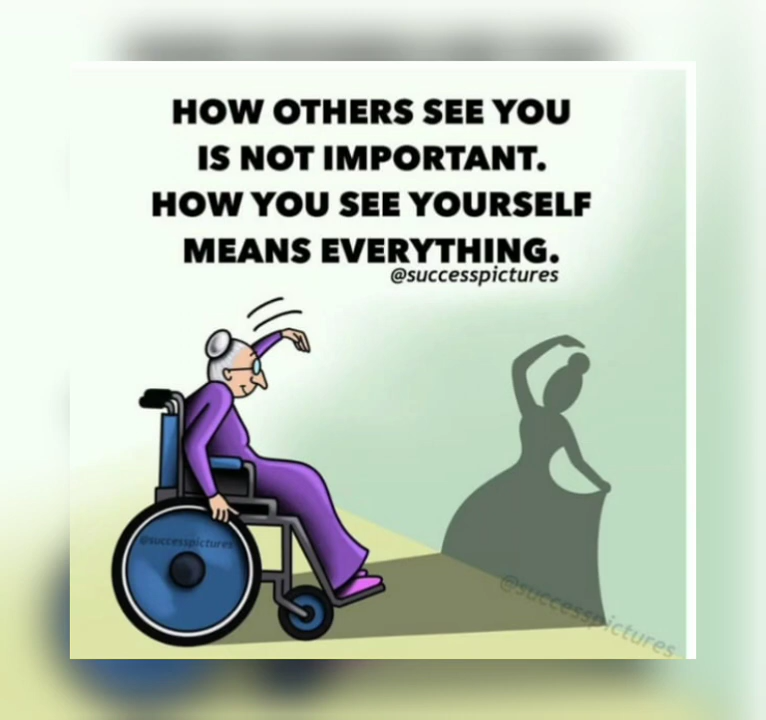 HOW OTHERS SEE YOU
IS NOT IMPORTANT.
HOW YOU SEE YOURSELF
MEANS EVERYTHING.
@successpictures
@successpictures
@successpictures